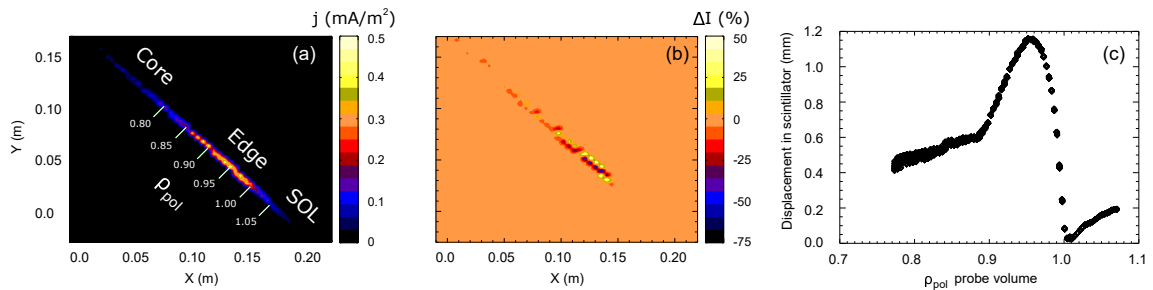 j (mA/m²)
(a)
0.5
0.4
0.3
0.2
0.1
0
Core
Edge
SOL
0.80
0.85
0.90
0.95
1.00
1.05
ρpol
0.15
0.10
0.05
0.0
Y (m)
0.0 0.05 0.10 0.15 0.20
X (m)
ΔI (%)
(b)
50
25
0
-25
-50
-75
0.0 0.05 0.10 0.15 0.20
X (m)
(c)
1.2
1.0
0.8
0.6
0.4
0.2
0.0
Displacement in scintillator (mm)
0.7 0.8 0.9 1.0 1.1
ρpol probe volume